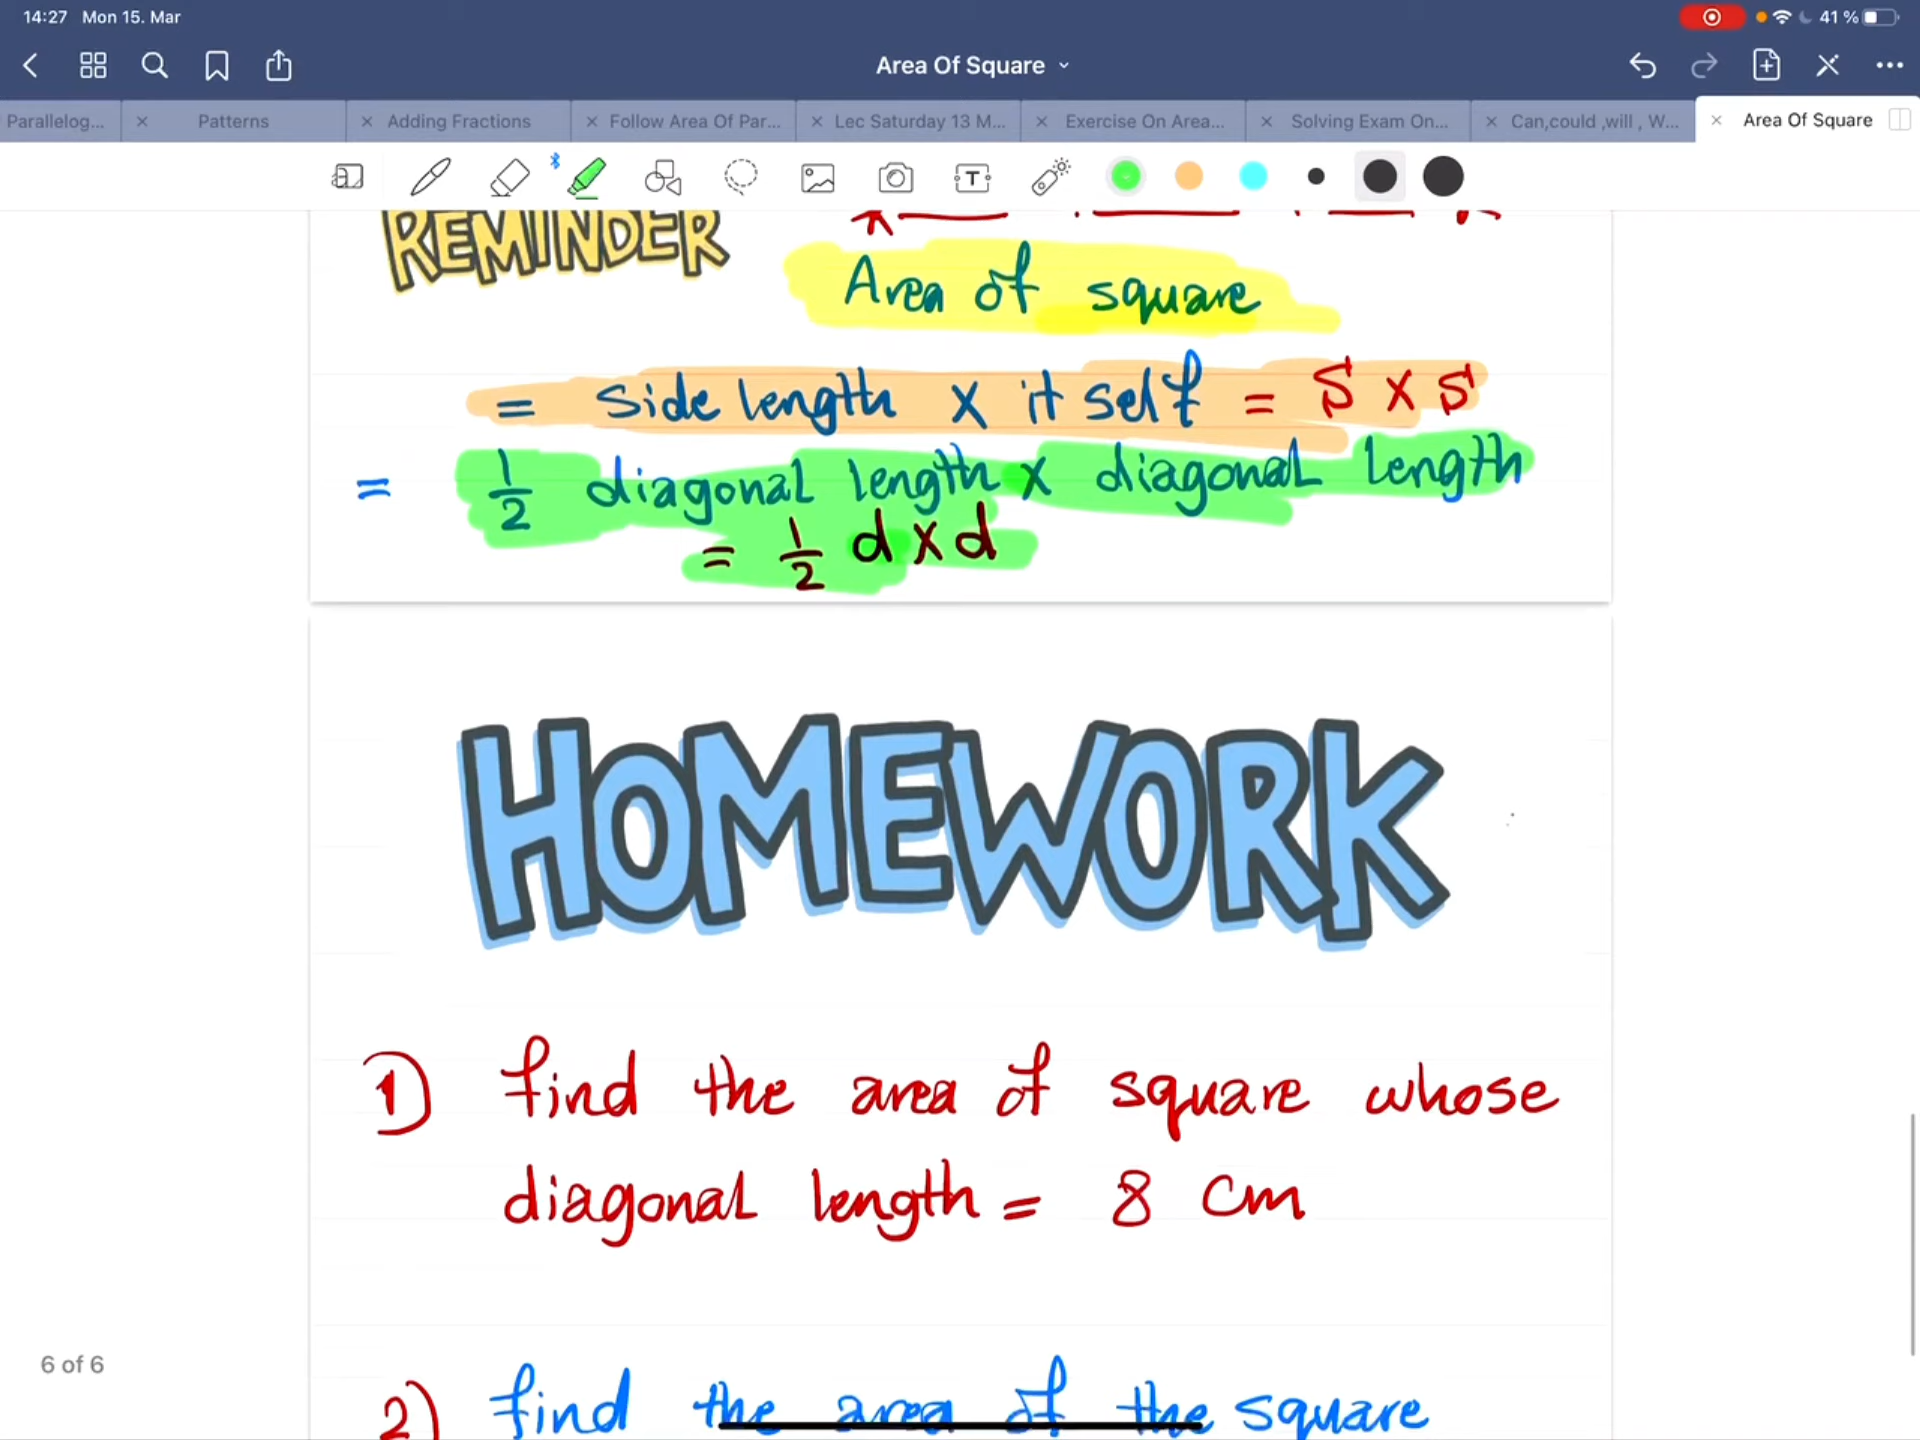 14:27 Mon 15. Mar
41 %
Area Of Square
Parallelog... Patterns Adding Fractions Follow Area Of Par... Lec Saturday 13 M... Exercise On Area... Solving Exam On... Can,could ,will , W... Area Of Square
REMINDER
Area of square
= Side length X it self = S X S
= 1/2 diagonal length X diagonal length
= 1/2 d X d
HOMEWORK
1) find the area of square whose
diagonal length = 8 cm
6 of 6
2) find the area of the square